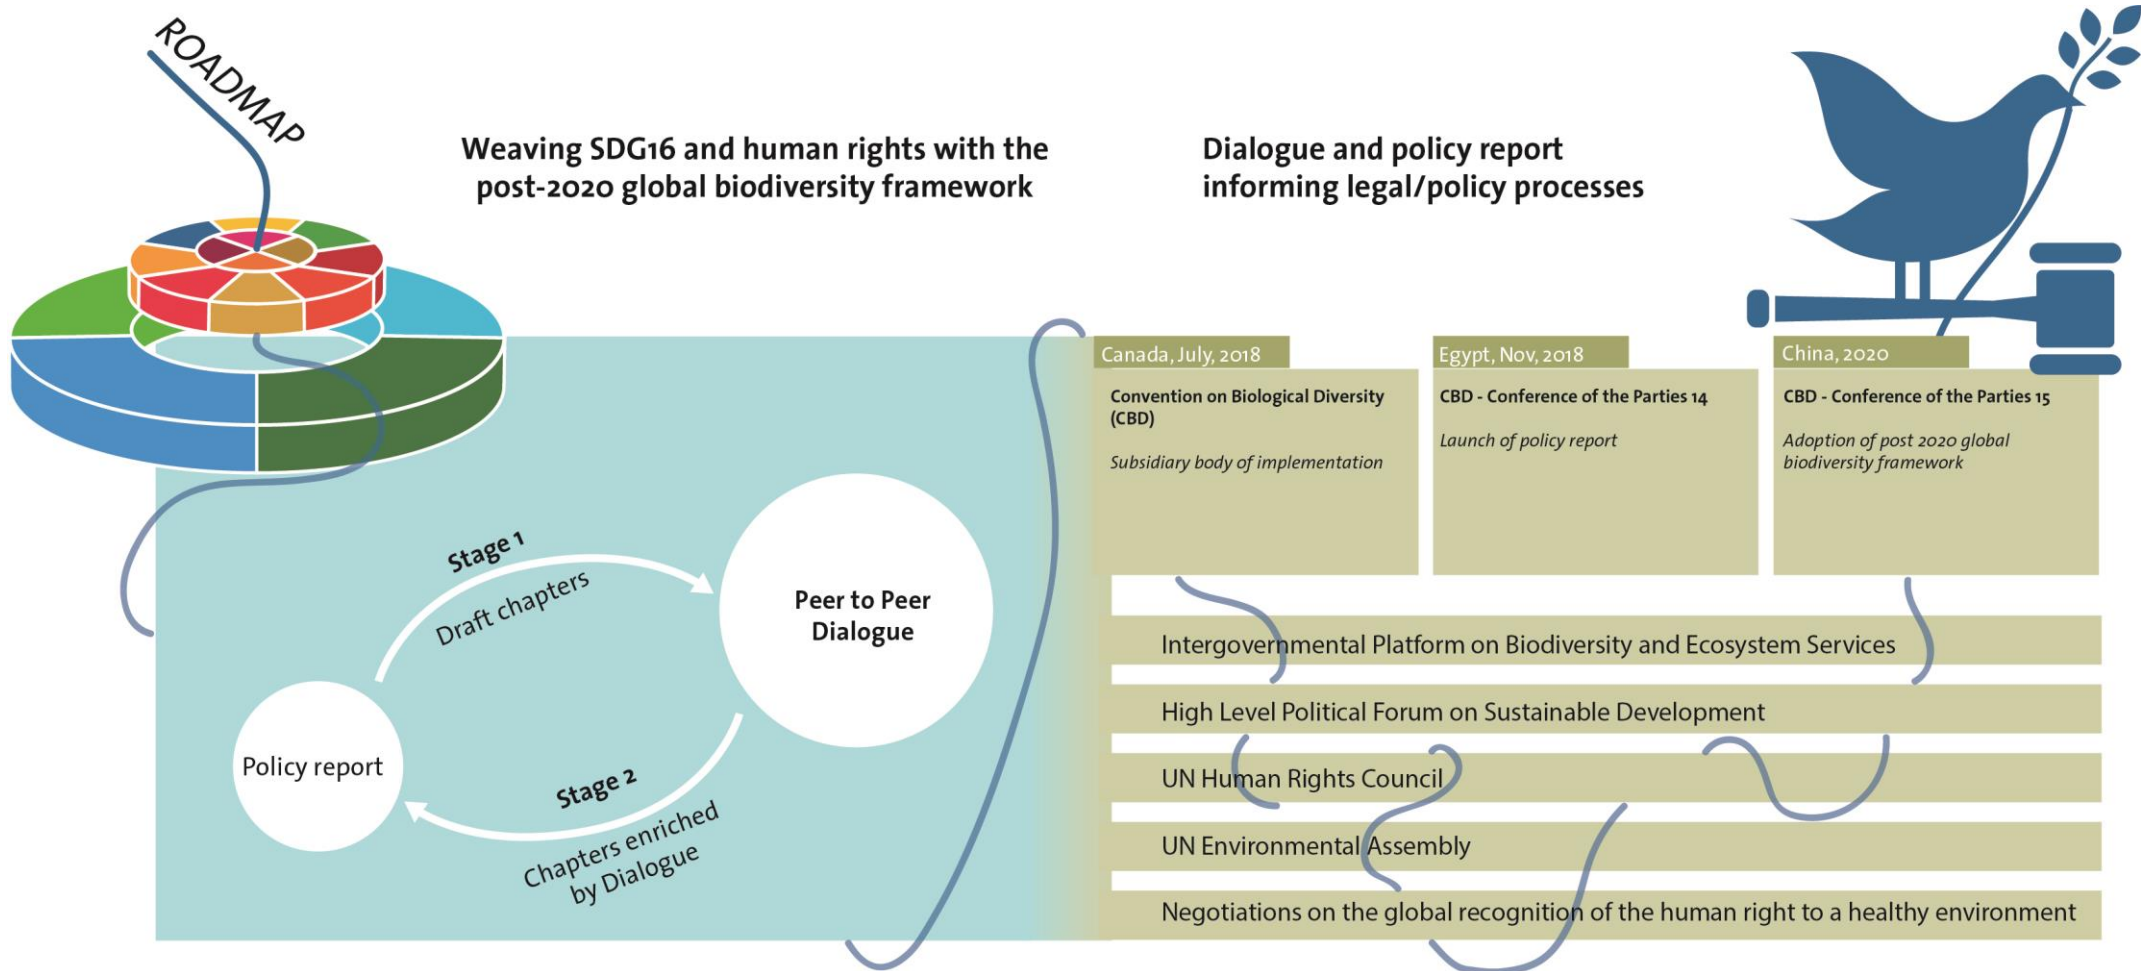 ROADMAP
Weaving SDG16 and human rights with the
post-2020 global biodiversity framework
Dialogue and policy report
informing legal/policy processes
Stage 1
Draft chapters
Peer to Peer
Dialogue
Policy report
Stage 2
Chapters enriched
by Dialogue
Canada, July, 2018
Convention on Biological Diversity
(CBD)
Subsidiary body of implementation
Egypt, Nov, 2018
CBD - Conference of the Parties 14
Launch of policy report
China, 2020
CBD - Conference of the Parties 15
Adoption of post 2020 global
biodiversity framework
Intergovernmental Platform on Biodiversity and Ecosystem Services
High Level Political Forum on Sustainable Development
UN Human Rights Council
UN Environmental Assembly
Negotiations on the global recognition of the human right to a healthy environment